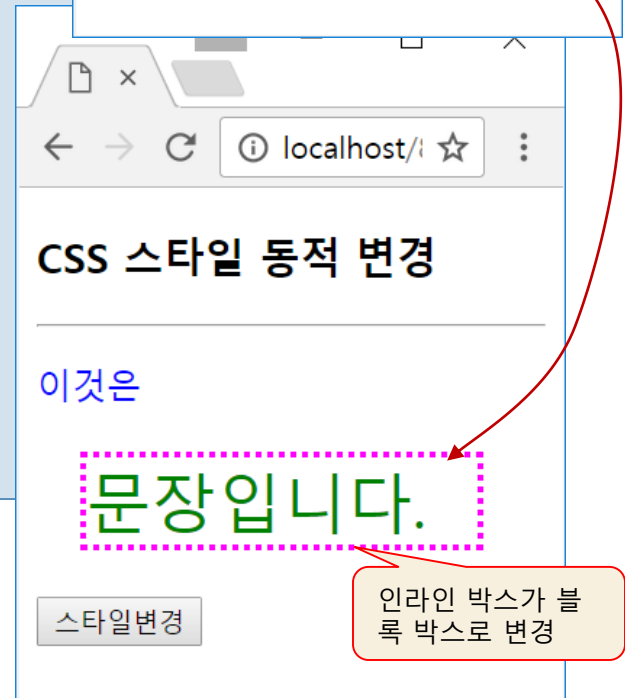 localhost/8
CSS 스타일 동적 변경
이것은
문장입니다.
인라인 박스가 블
록 박스로 변경
스타일변경